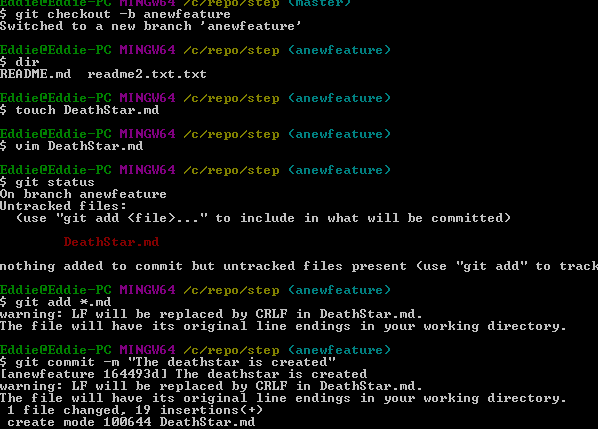 Eddie@Eddie-PC MINGW64 /c/repo/step (master)
$ git checkout -b anewfeature
Switched to a new branch 'anewfeature'
Eddie@Eddie-PC MINGW64 /c/repo/step (anewfeature)
$ dir
README.md  readme2.txt.txt
Eddie@Eddie-PC MINGW64 /c/repo/step (anewfeature)
$ touch DeathStar.md
Eddie@Eddie-PC MINGW64 /c/repo/step (anewfeature)
$ vim DeathStar.md
Eddie@Eddie-PC MINGW64 /c/repo/step (anewfeature)
$ git status
On branch anewfeature
Untracked files:
  (use "git add <file>..." to include in what will be committed)
        DeathStar.md
nothing added to commit but untracked files present (use "git add" to track
Eddie@Eddie-PC MINGW64 /c/repo/step (anewfeature)
$ git add *.md
warning: LF will be replaced by CRLF in DeathStar.md.
The file will have its original line endings in your working directory.
Eddie@Eddie-PC MINGW64 /c/repo/step (anewfeature)
$ git commit -m "The deathstar is created"
[anewfeature 164493d] The deathstar is created
warning: LF will be replaced by CRLF in DeathStar.md.
The file will have its original line endings in your working directory.
 1 file changed, 19 insertions(+)
 create mode 100644 DeathStar.md